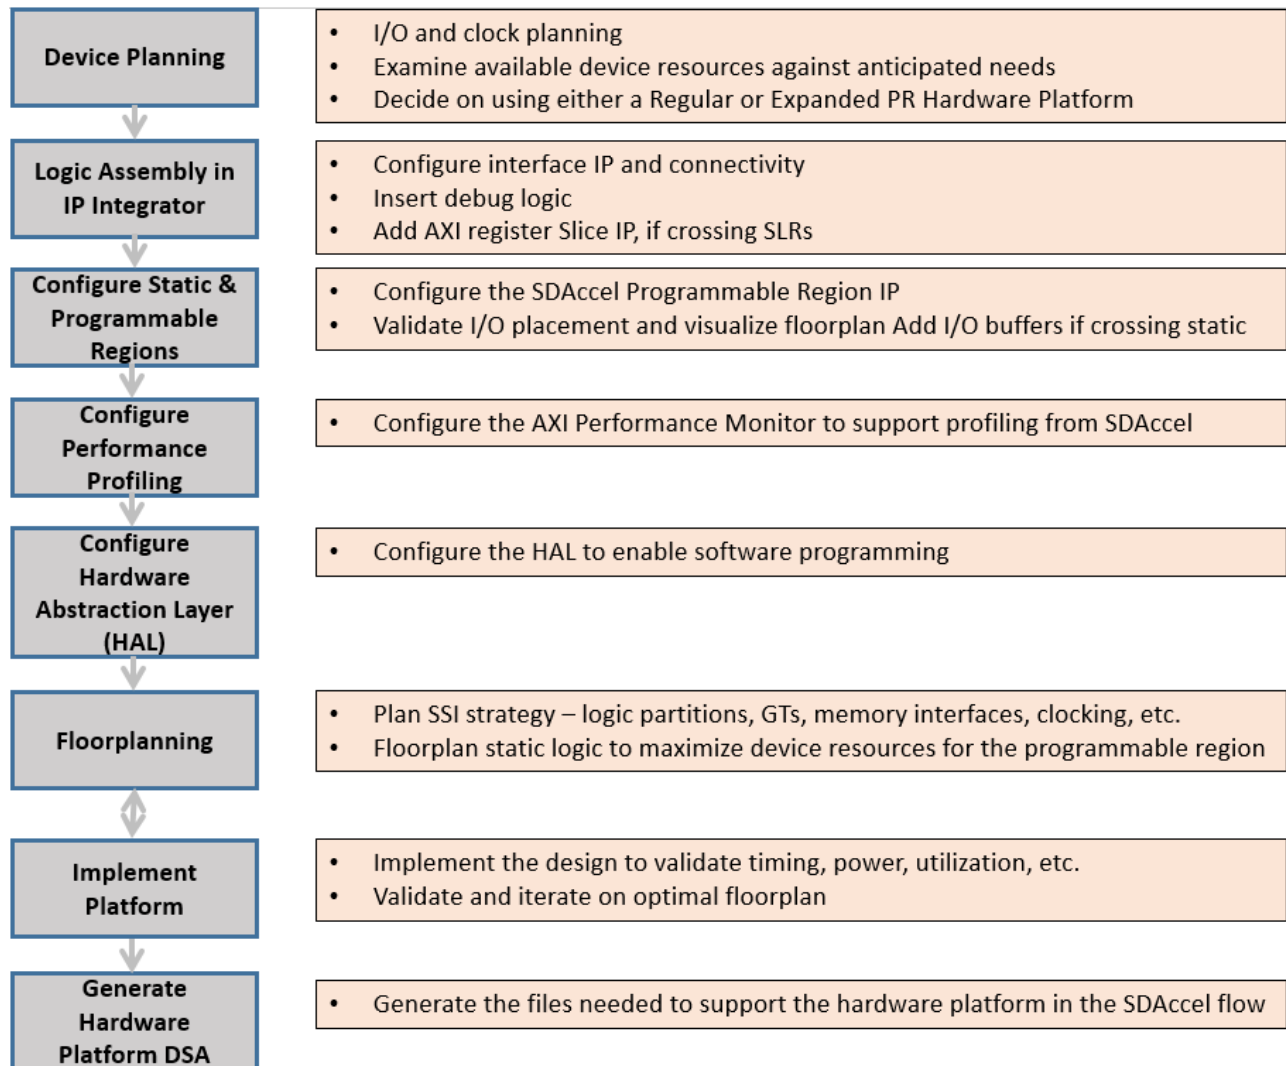 Device Planning
• I/O and clock planning
• Examine available device resources against anticipated needs
• Decide on using either a Regular or Expanded PR Hardware Platform
Logic Assembly in
IP Integrator
• Configure interface IP and connectivity
• Insert debug logic
• Add AXI register Slice IP, if crossing SLRs
Configure Static &
Programmable
Regions
• Configure the SDAccel Programmable Region IP
• Validate I/O placement and visualize floorplan Add I/O buffers if crossing static
Configure
Performance
Profiling
• Configure the AXI Performance Monitor to support profiling from SDAccel
Configure
Hardware
Abstraction Layer
(HAL)
• Configure the HAL to enable software programming
Floorplanning
• Plan SSI strategy – logic partitions, GTs, memory interfaces, clocking, etc.
• Floorplan static logic to maximize device resources for the programmable region
Implement
Platform
• Implement the design to validate timing, power, utilization, etc.
• Validate and iterate on optimal floorplan
Generate
Hardware
Platform DSA
• Generate the files needed to support the hardware platform in the SDAccel flow